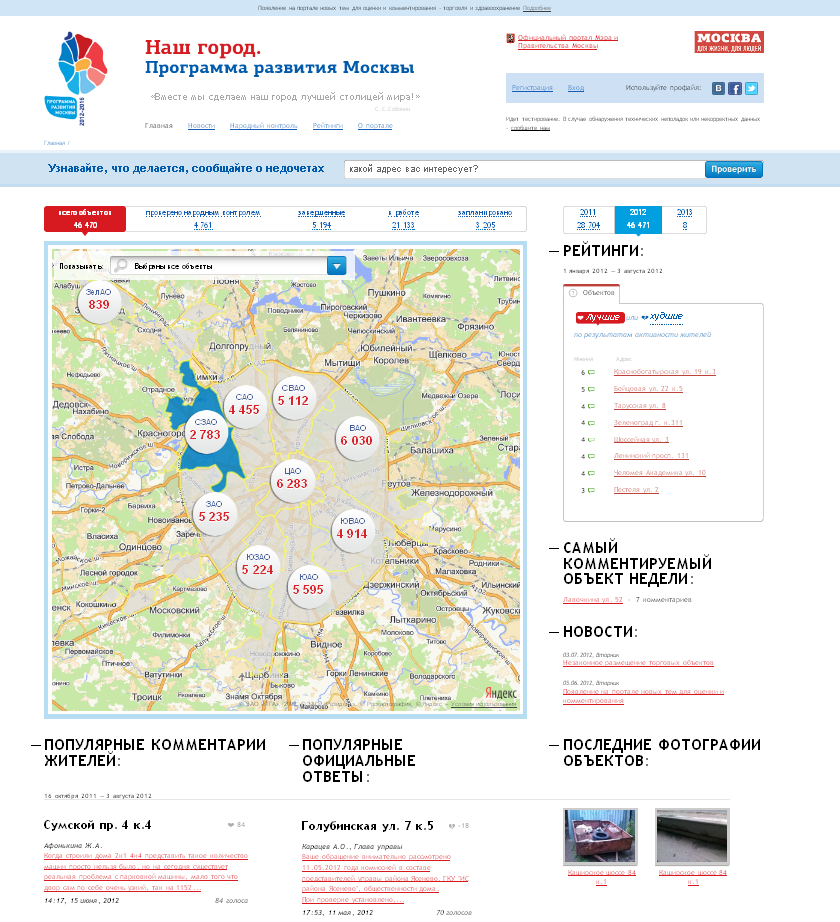 Появление на портале новых тем для оценки и комментирования - торговля и здравоохранение Подробнее
Наш город.
Программа развития Москвы
ПРОГРАММА
РАЗВИТИЯ
МОСКВЫ
2012-2016
«Вместе мы сделаем наш город лучшей столицей мира!»
С. С. Собянин
Главная Новости Народный контроль Рейтинги О портале
Официальный портал Мэра и
Правительства Москвы
МОСКВА
ДЛЯ ЖИЗНИ, ДЛЯ ЛЮДЕЙ
Регистрация Вход Используйте профайл:
Идет тестирование. В случае обнаружения технических неполадок или некорректных данных
- сообщите нам
Главная /
Узнавайте, что делается, сообщайте о недочетах
какой адрес вас интересует?
Проверить
всего объектов проверено народным контролем завершенные в работе запланировано
46 470 4 761 5 194 21 133 3 205
2011 2012 2013
28 704 46 471 8
Показывать: Выбраны все объекты
ЗелАО
839
САО
4 455
СВАО
5 112
СЗАО
2 783
ВАО
6 030
ЦАО
6 283
ЗАО
5 235
ЮВАО
4 914
ЮЗАО
5 224
ЮАО
5 595
Пушкино
Ивантеевка
Фрязино
Щелково
Юбилейный
Королев
Мытищи
Балашиха
Железнодорожный
Одинцово
Московский
Видное
Лыткарино
Троицк
Ватутинки
Яндекс
Условия использования
РЕЙТИНГИ:
1 января 2012 – 3 августа 2012
Объектов
Лучшие или худшие
по результатам активности жителей
Мнения Адрес
6 Краснобогатырская ул. 19 к.1
5 Бойцовая ул. 22 к.5
4 Тарусская ул. 8
4 Зеленоград г. к.311
4 Шоссейная ул. 3
4 Ленинский просп. 131
4 Челомея Академика ул. 10
3 Пестеля ул. 2
САМЫЙ
КОММЕНТИРУЕМЫЙ
ОБЪЕКТ НЕДЕЛИ:
Лавочкина ул. 52 - 7 комментариев
НОВОСТИ:
03.07.2012, Вторник
Незаконное размещение торговых объектов
05.06.2012, Вторник
Появление на портале новых тем для оценки и
комментирования
ПОПУЛЯРНЫЕ КОММЕНТАРИИ
ЖИТЕЛЕЙ:
16 октября 2011 – 3 августа 2012
Сумской пр. 4 к.4
84
Афонькина Ж.А.
Когда строили дома 2к1 4к4 представить такое количество
машин просто нельзя было. но на сегодня существует
реальная проблема с парковкой машины, мало того что
двор сам по себе очень узкий, так на 1152...
14:17, 15 июня , 2012 84 голоса
ПОПУЛЯРНЫЕ
ОФИЦИАЛЬНЫЕ
ОТВЕТЫ:
Голубинская ул. 7 к.5
-18
Карацев А.О., Глава управы
Ваше обращение внимательно рассмотрено
11.05.2012 года комиссией в составе
представителей управы района Ясенево, ГКУ "ИС
района Ясенево", общественности дома.
При проверке установлено,...
17:53, 11 мая , 2012 70 голосов
ПОСЛЕДНИЕ ФОТОГРАФИИ
ОБЪЕКТОВ:
Каширское шоссе 84
к.1
Каширское шоссе 84
к.1